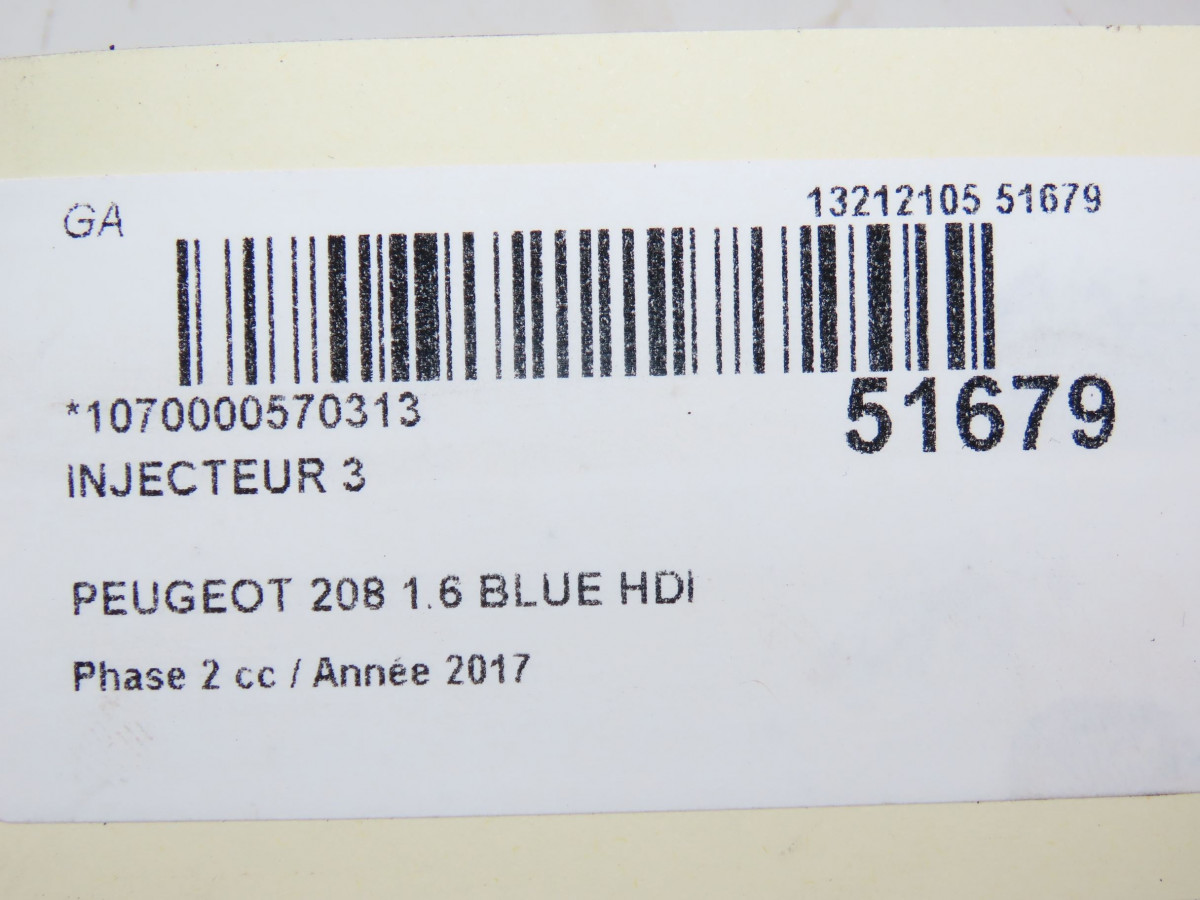 GA
13212105 51679
*1070000570313
51679
INJECTEUR 3
PEUGEOT 208 1.6 BLUE HDI
Phase 2 cc / Année 2017